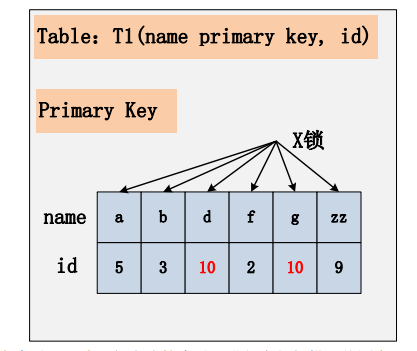 Table: T1(name primary key, id)
Primary Key
X锁
name a b d f g zz
id 5 3 10 2 10 9